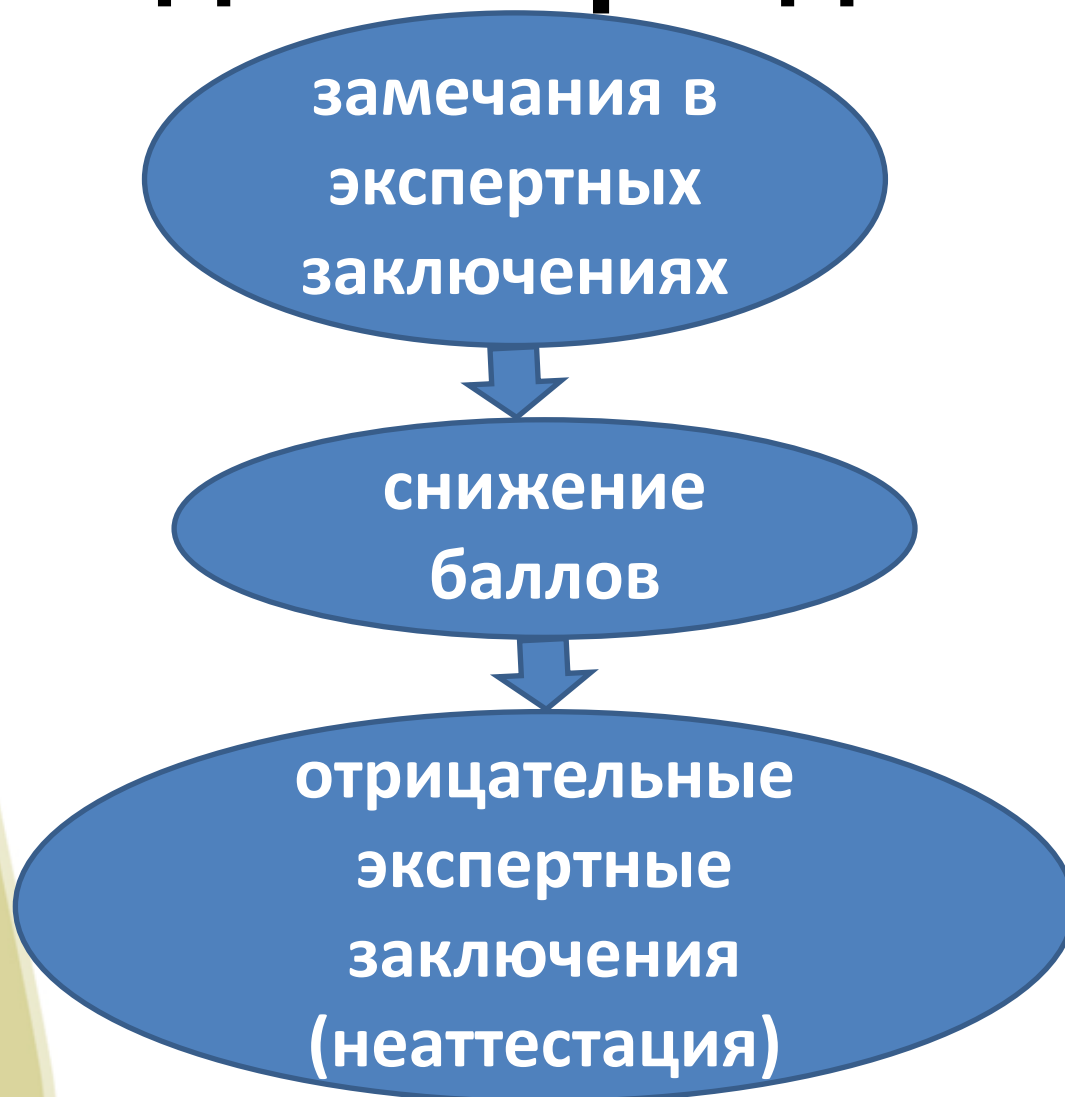 замечания в
экспертных
заключениях
снижение
баллов
отрицательные
экспертные
заключения
(неаттестация)